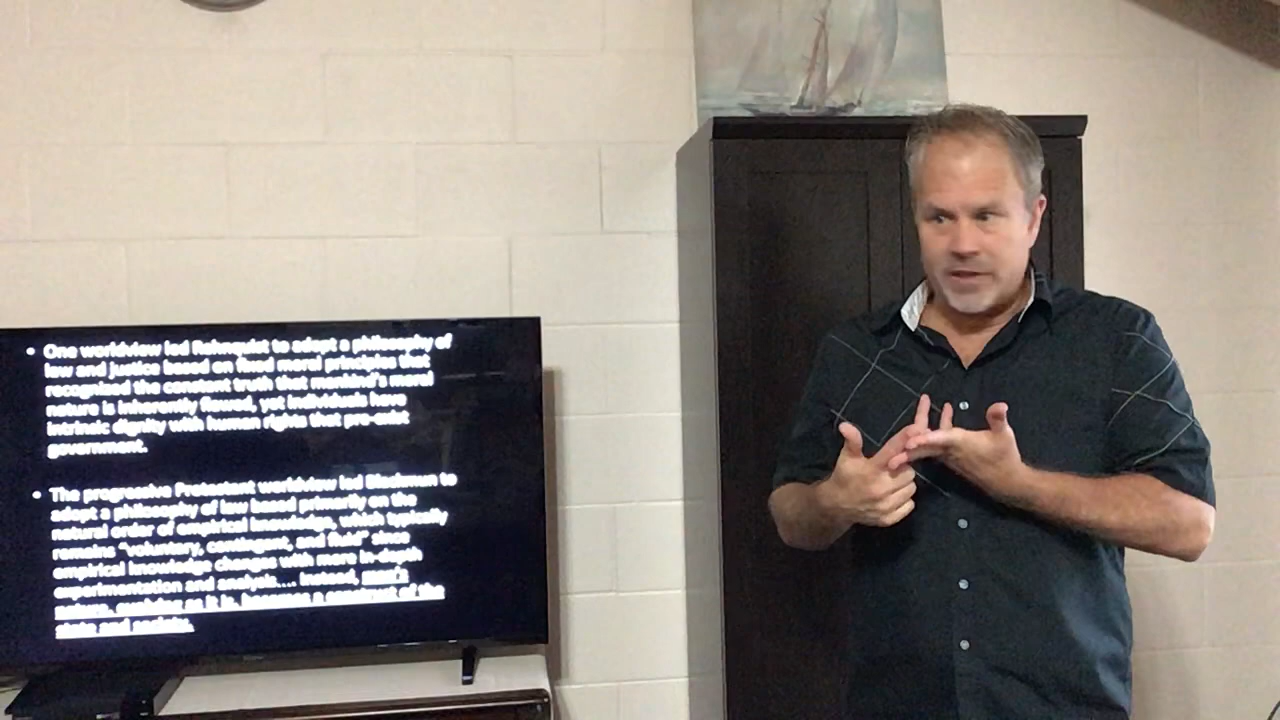 • One worldview led Rehnquist to adopt a philosophy of
law and justice based on fixed moral principles that
recognized the constant truth that mankind's moral
nature is inherently flawed, yet individuals have
intrinsic dignity with human rights that pre-exist
government.
• The progressive Protestant worldview led Blackmun to
adopt a philosophy of law based primarily on the
natural order of empirical knowledge, which typically
remains "voluntary, contingent, and fluid" since
empirical knowledge changes with more in-depth
experimentation and analysis.... Instead, man's
nature, evolving as it is, becomes a construct of the
state and society.